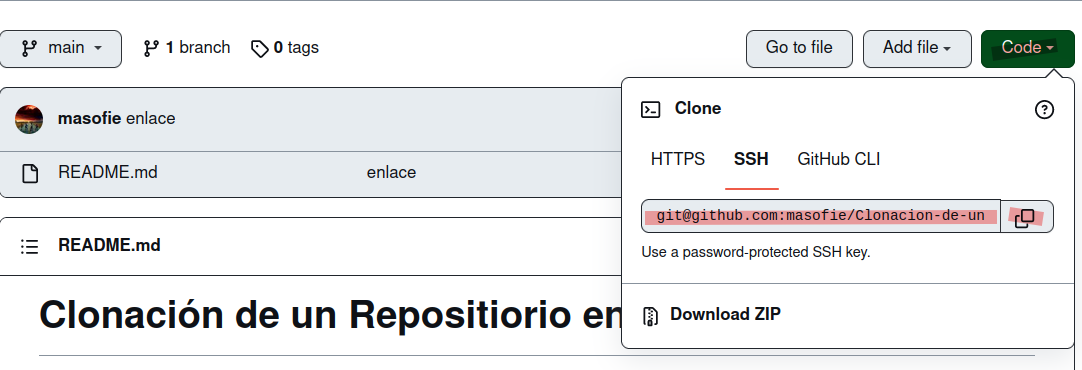 main 1 branch 0 tags Go to file Add file Code
masofie enlace
README.md enlace
README.md
Clonación de un Repositiorio en
Clone
HTTPS SSH GitHub CLI
git@github.com:masofie/Clonacion-de-un
Use a password-protected SSH key.
Download ZIP